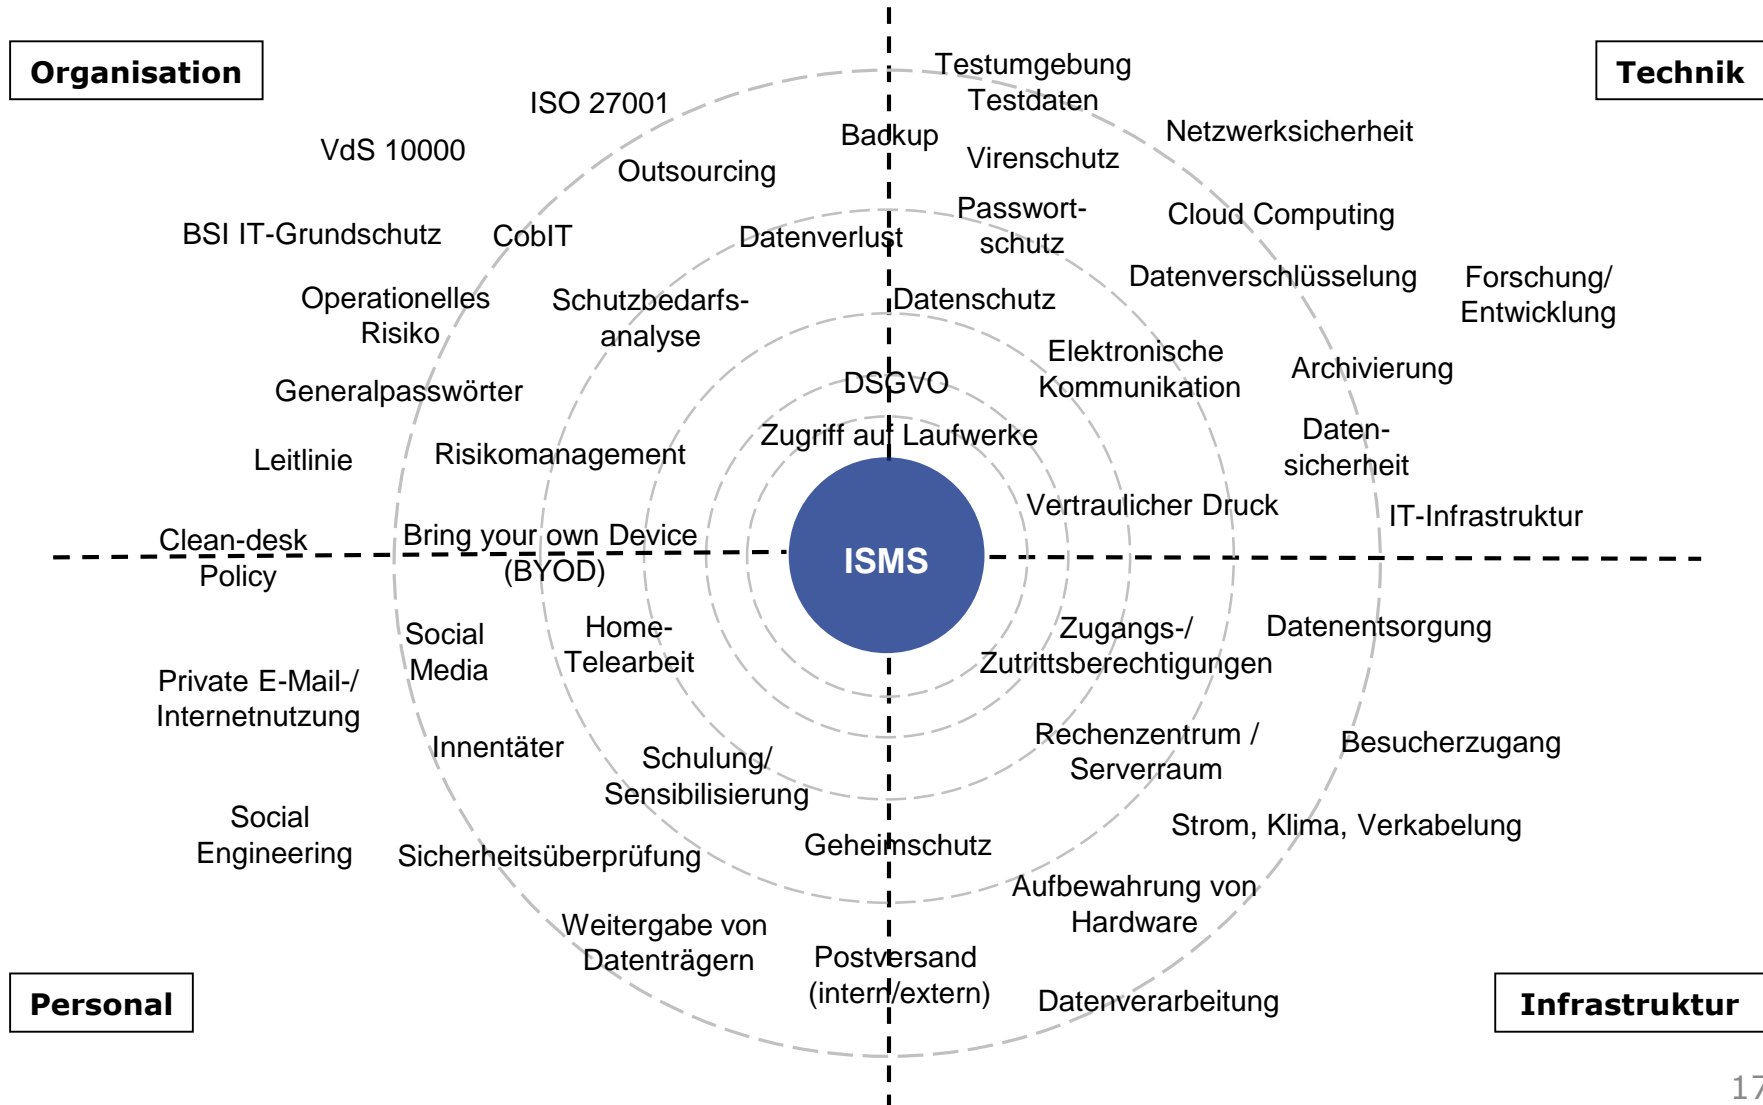 Organisation
Technik
ISO 27001
VdS 10000
Outsourcing
BSI IT-Grundschutz
CobIT
Operationelles
Risiko
Schutzbedarfs-
analyse
Generalpasswörter
Leitlinie
Risikomanagement
Backup
Datenverlust
DSGVO
Zugriff auf Laufwerke
Testumgebung
Testdaten
Virenschutz
Netzwerksicherheit
Passwort-
schutz
Cloud Computing
Datenschutz
Datenverschlüsselung
Forschung/
Entwicklung
Elektronische
Kommunikation
Archivierung
Daten-
sicherheit
Vertraulicher Druck
IT-Infrastruktur
Clean-desk
Policy
Bring your own Device
(BYOD)
ISMS
Social
Media
Home-
Telearbeit
Private E-Mail-/
Internetnutzung
Innentäter
Schulung/
Sensibilisierung
Social
Engineering
Sicherheitsüberprüfung
Weitergabe von
Datenträgern
Geheimschutz
Postversand
(intern/extern)
Zugangs-/
Zutrittsberechtigungen
Datenentsorgung
Rechenzentrum /
Serverraum
Besucherzugang
Strom, Klima, Verkabelung
Aufbewahrung von
Hardware
Datenverarbeitung
Personal
Infrastruktur
17